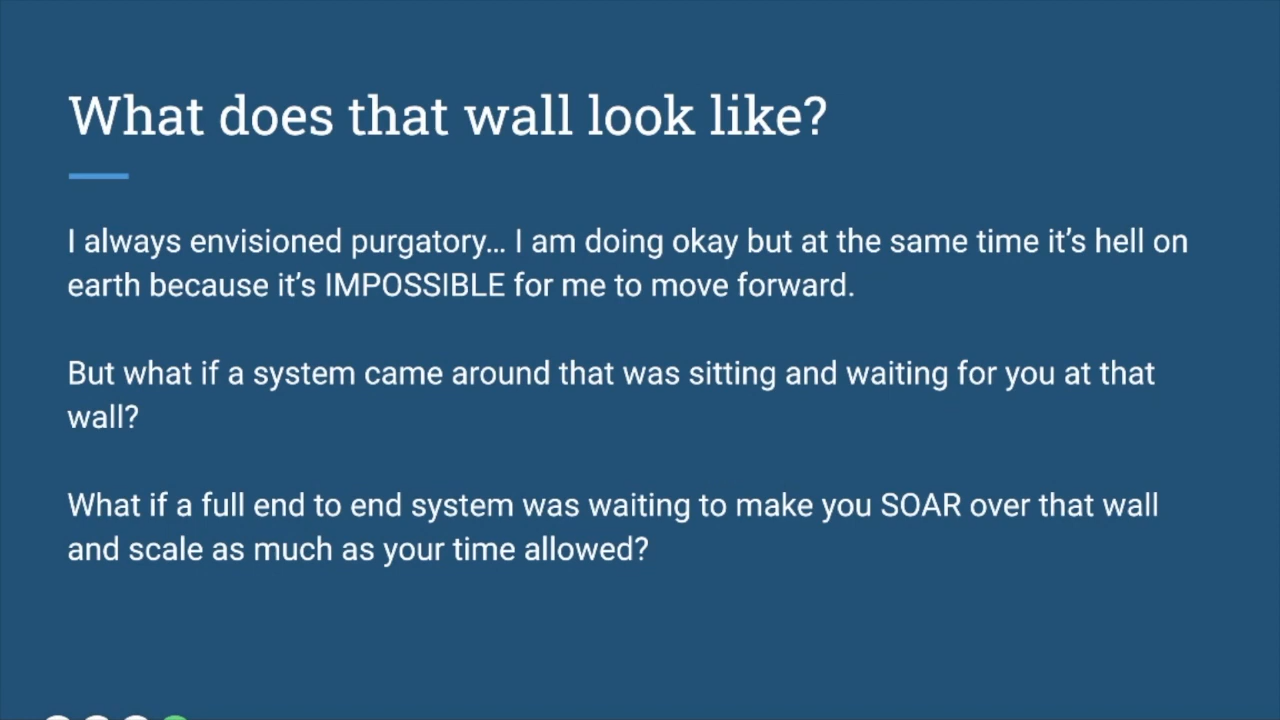 What does that wall look like?
I always envisioned purgatory… I am doing okay but at the same time it’s hell on
earth because it’s IMPOSSIBLE for me to move forward.
But what if a system came around that was sitting and waiting for you at that
wall?
What if a full end to end system was waiting to make you SOAR over that wall
and scale as much as your time allowed?